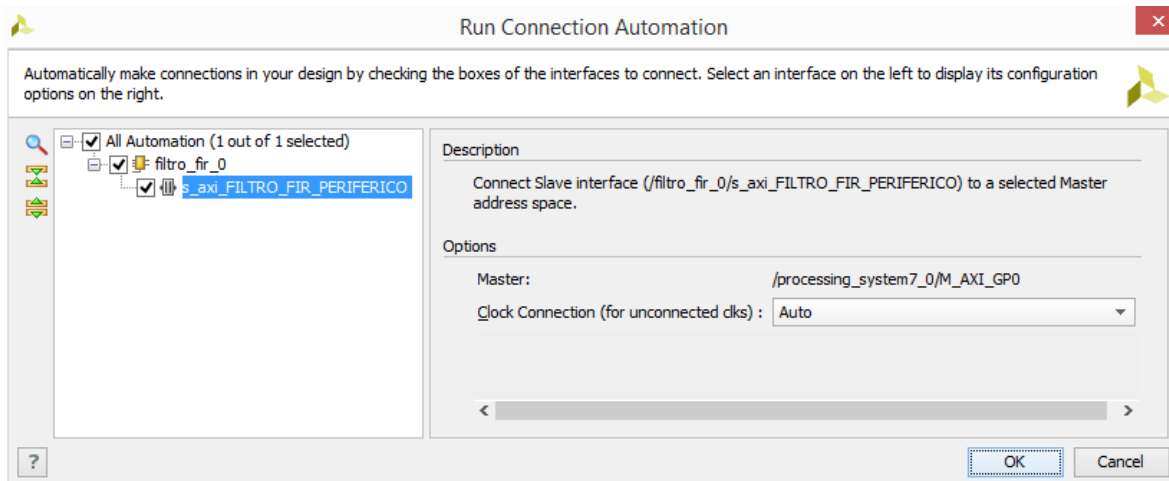 Run Connection Automation
Automatically make connections in your design by checking the boxes of the interfaces to connect. Select an interface on the left to display its configuration
options on the right.
All Automation (1 out of 1 selected)
filtro_fir_0
s_axi_FILTRO_FIR_PERIFERICO
Description
Connect Slave interface (/filtro_fir_0/s_axi_FILTRO_FIR_PERIFERICO) to a selected Master
address space.
Options
Master: /processing_system7_0/M_AXI_GP0
Clock Connection (for unconnected clks) : Auto
? OK Cancel